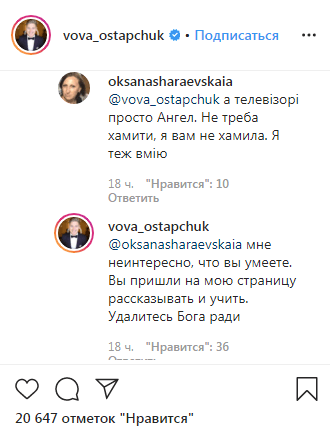 vova_ostapchuk • Подписаться
oksanasharaevskaia
@vova_ostapchuk а телевізорі
просто Ангел. Не треба
хамити, я вам не хамила. Я
теж вмію
18 ч. "Нравится": 10
Ответить
vova_ostapchuk
@oksanasharaevskaia мне
неинтересно, что вы умеете.
Вы пришли на мою страницу
рассказывать и учить.
Удалитесь Бога ради
18 ч. "Нравится": 36
Ответить
20 647 отметок "Нравится"